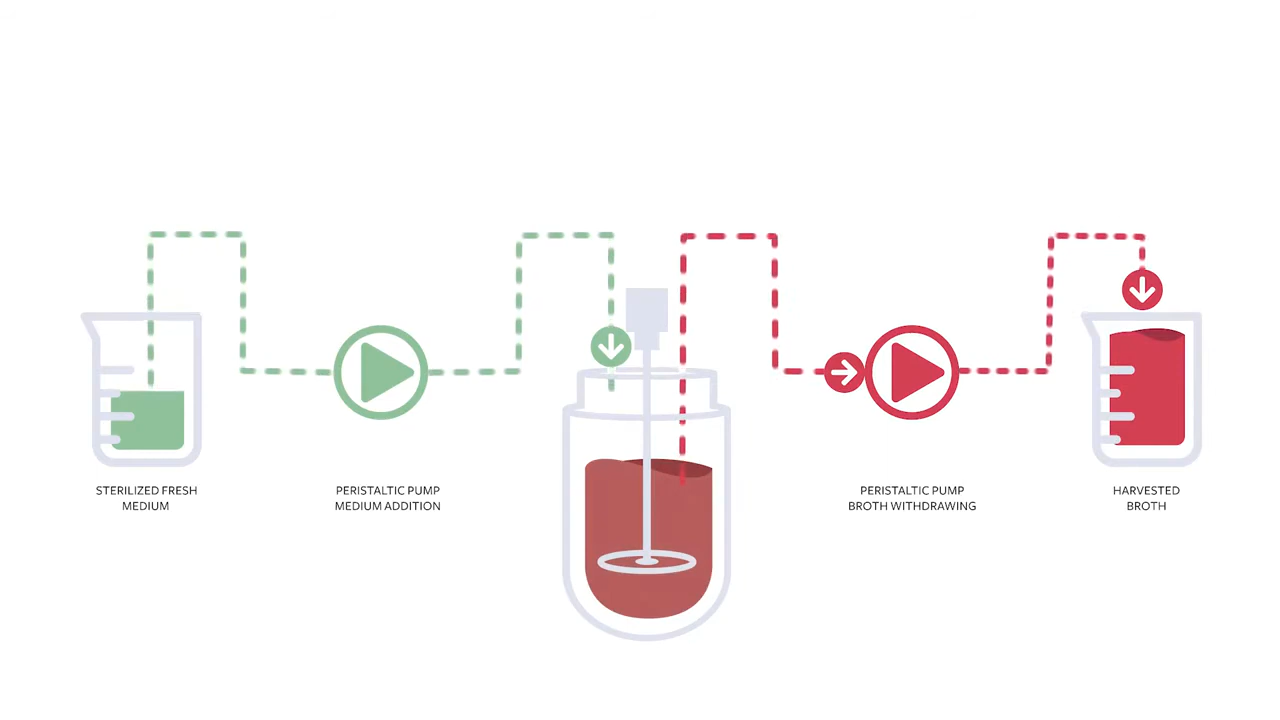 STERILIZED FRESH
MEDIUM
PERISTALTIC PUMP
MEDIUM ADDITION
PERISTALTIC PUMP
BROTH WITHDRAWING
HARVESTED
BROTH